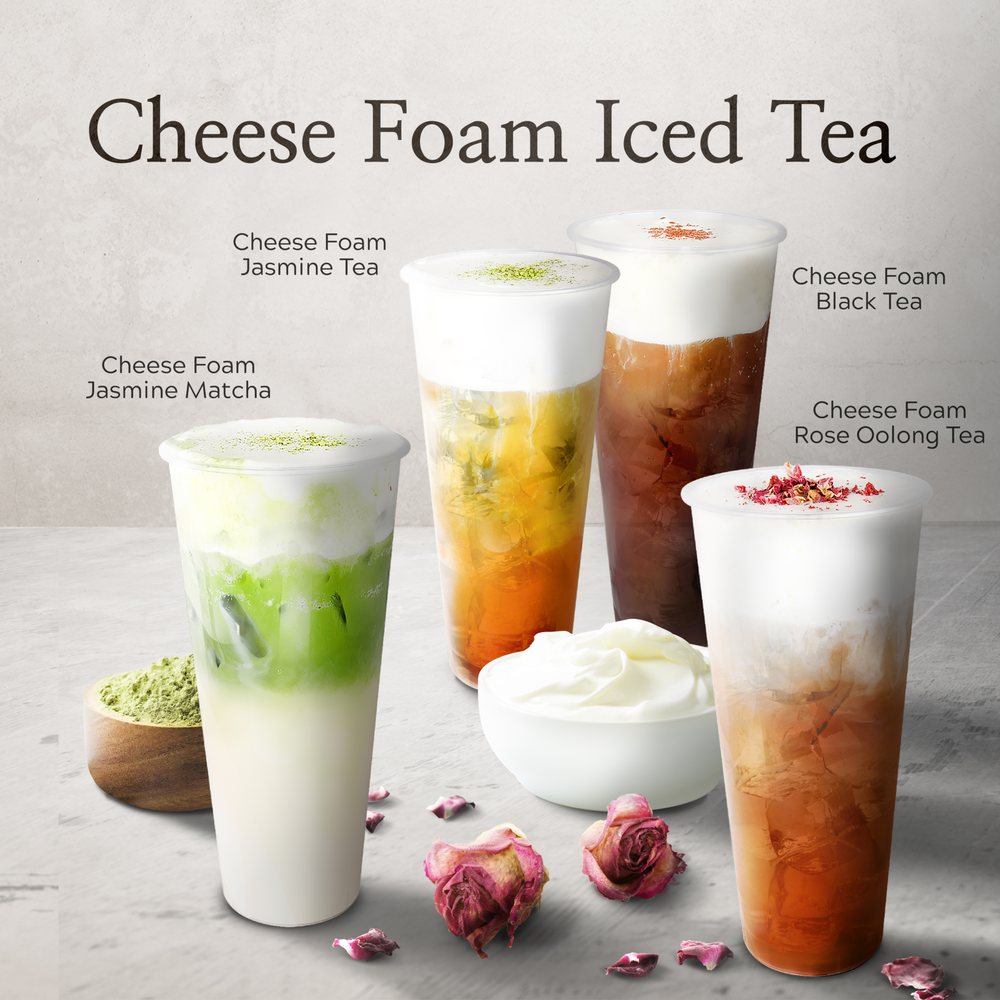 Cheese Foam Iced Tea
Cheese Foam
Jasmine Tea
Cheese Foam
Black Tea
Cheese Foam
Jasmine Matcha
Cheese Foam
Rose Oolong Tea